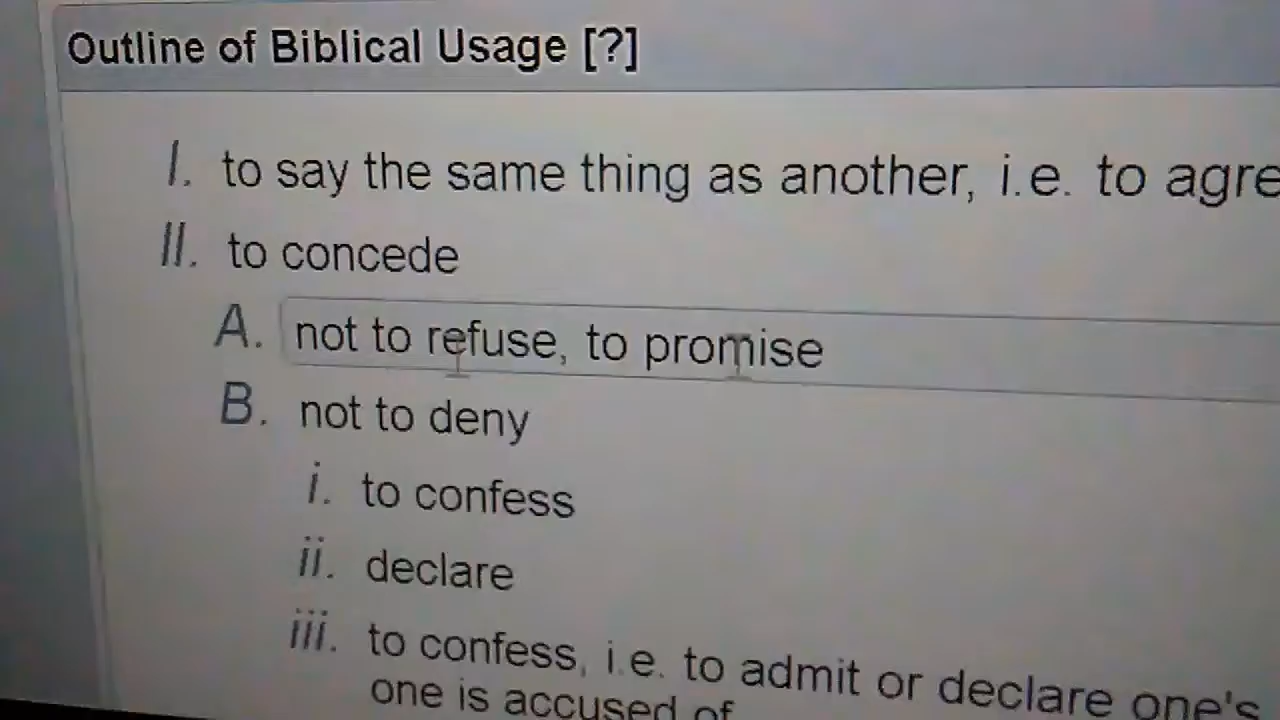 Outline of Biblical Usage [?]
I. to say the same thing as another, i.e. to agre
II. to concede
A. not to refuse, to promise
B. not to deny
i. to confess
ii. declare
iii. to confess, i.e. to admit or declare one's
one is accused of